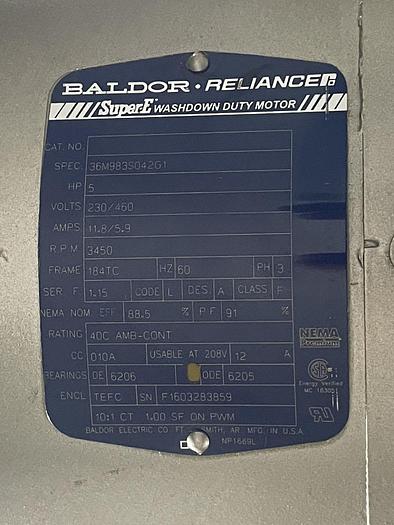 BALDOR · RELIANCE
Super-E WASHDOWN DUTY MOTOR
CAT. NO.
SPEC. 36M983S042G1
HP 5
VOLTS 230/460
AMPS 11.8/5.9
R.P.M 3450
FRAME 184TC HZ 60 PH 3
SER. F. 1.15 CODE L DES A CLASS F
NEMA NOM. EFF 88.5 % P.F 91 %
RATING 40C AMB-CONT
NEMA
Premium
CC 010A USABLE AT 208V 12 A
BEARINGS DE 6206 ODE 6205
Energy Verified
ENCL TEFC SN F1603283859
10:1 CT 1.00 SF ON PWM
BALDOR ELECTRIC CO. FT. SMITH, AR. MFG. IN U.S.A.
NP1669L